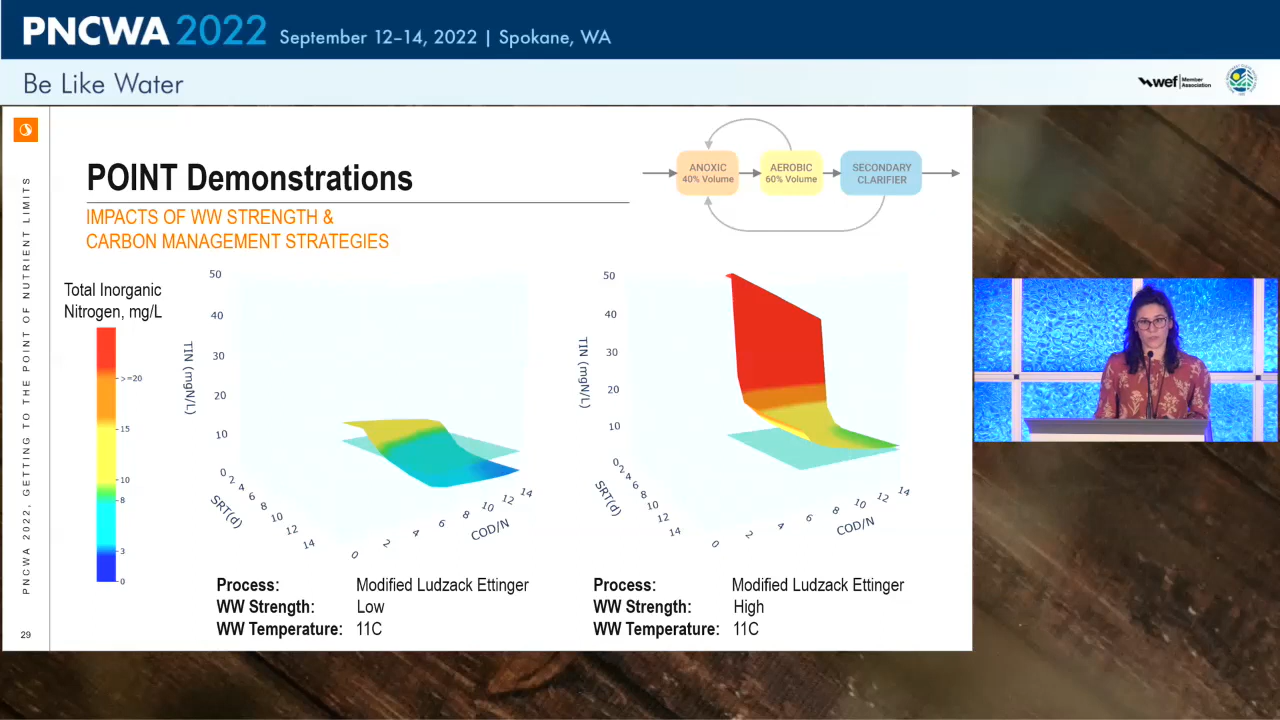 PNCWA 2022 September 12–14, 2022 | Spokane, WA
Be Like Water
wef Member Association
PNCWA 2022, GETTING TO THE POINT OF NUTRIENT LIMITS
29
POINT Demonstrations
IMPACTS OF WW STRENGTH &
CARBON MANAGEMENT STRATEGIES
ANOXIC
40% Volume
AEROBIC
60% Volume
SECONDARY
CLARIFIER
Total Inorganic
Nitrogen, mg/L
>=20
15
10
8
3
0
TIN (mgN/L)
50
40
30
20
10
0
SRT(d)
2
4
6
8
10
12
14
COD/N
0
2
4
6
8
10
12
14
TIN (mgN/L)
50
40
30
20
10
0
SRT(d)
2
4
6
8
10
12
14
COD/N
0
2
4
6
8
10
12
14
Process: Modified Ludzack Ettinger
WW Strength: Low
WW Temperature: 11C
Process: Modified Ludzack Ettinger
WW Strength: High
WW Temperature: 11C